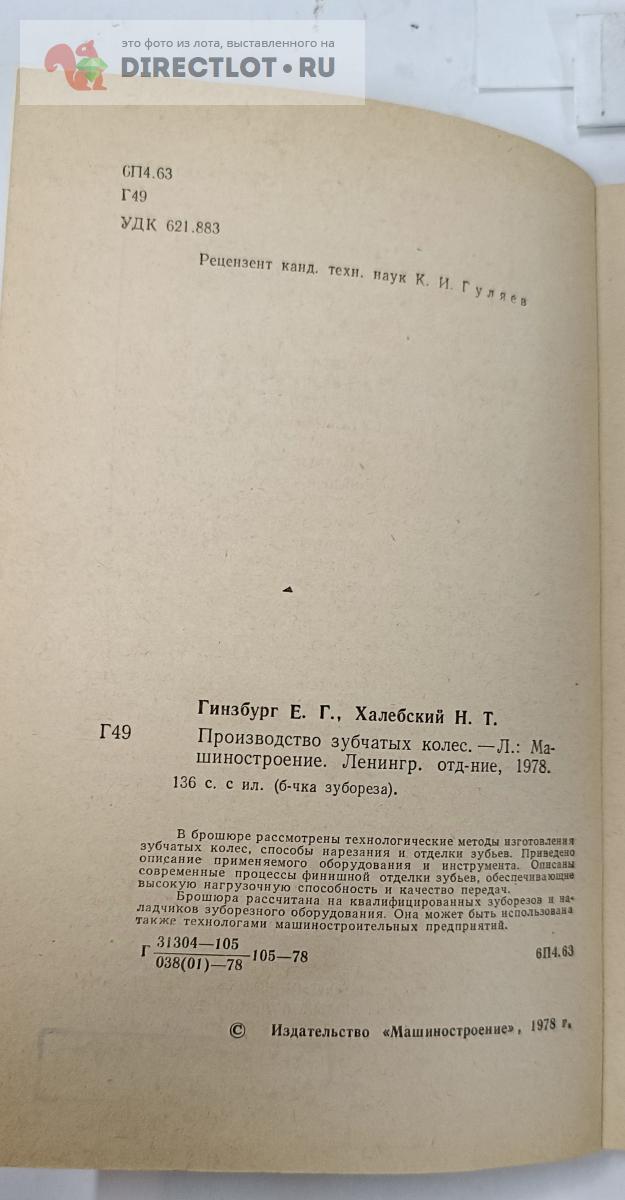 это фото из лота, выставленного на
DIRECTLOT.RU
6П4.63
Г49
УДК 621.883
Рецензент канд. техн. наук К. И. Гуляев
Гинзбург Е. Г., Халебский Н. Т.
Г49
Производство зубчатых колес. — Л.: Ма-
шиностроение. Ленингр. отд-ние, 1978.
136 с. с ил. (б-чка зубореза).
В брошюре рассмотрены технологические методы изготовления
зубчатых колес, способы нарезания и отделки зубьев. Приведено
описание применяемого оборудования и инструмента. Описаны
современные процессы финишной отделки зубьев, обеспечивающие
высокую нагрузочную способность и качество передач.
Брошюра рассчитана на квалифицированных зуборезов и на-
ладчиков зуборезного оборудования. Она может быть использована
также технологами машиностроительных предприятий.
Г 31304—105
038(01)—78 105—78
6П4.63
© Издательство «Машиностроение», 1978 г.